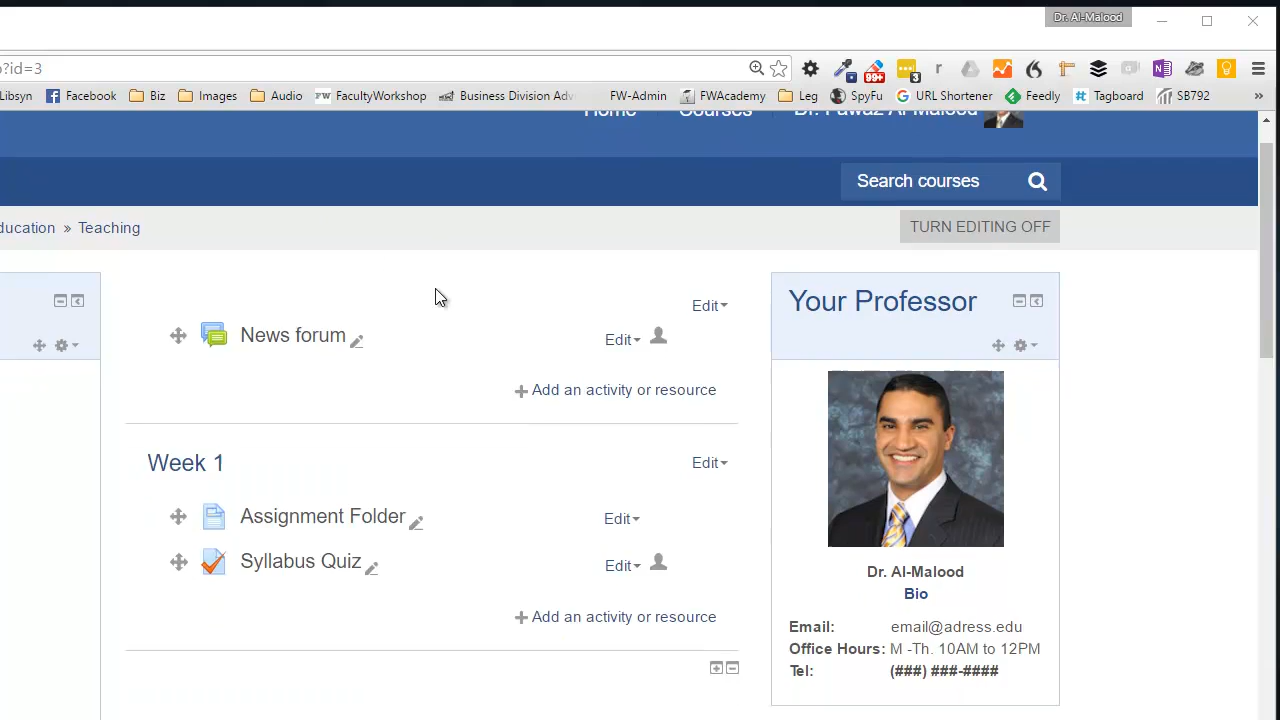 Dr. Al-Malood
?id=3
99+
3
r
Libsyn
Facebook
Biz
Images
Audio
FW FacultyWorkshop
Business Division Adv
FW-Admin
FWAcademy
Leg
SpyFu
URL Shortener
Feedly
Tagboard
SB792
»
Home
Courses
Dr. Fawaz Al-Malood
Search courses
ducation » Teaching
TURN EDITING OFF
Edit
News forum
Edit
Add an activity or resource
Week 1
Edit
Assignment Folder
Edit
Syllabus Quiz
Edit
Add an activity or resource
Your Professor
Dr. Al-Malood
Bio
Email: email@adress.edu
Office Hours: M -Th. 10AM to 12PM
Tel: (###) ###-####